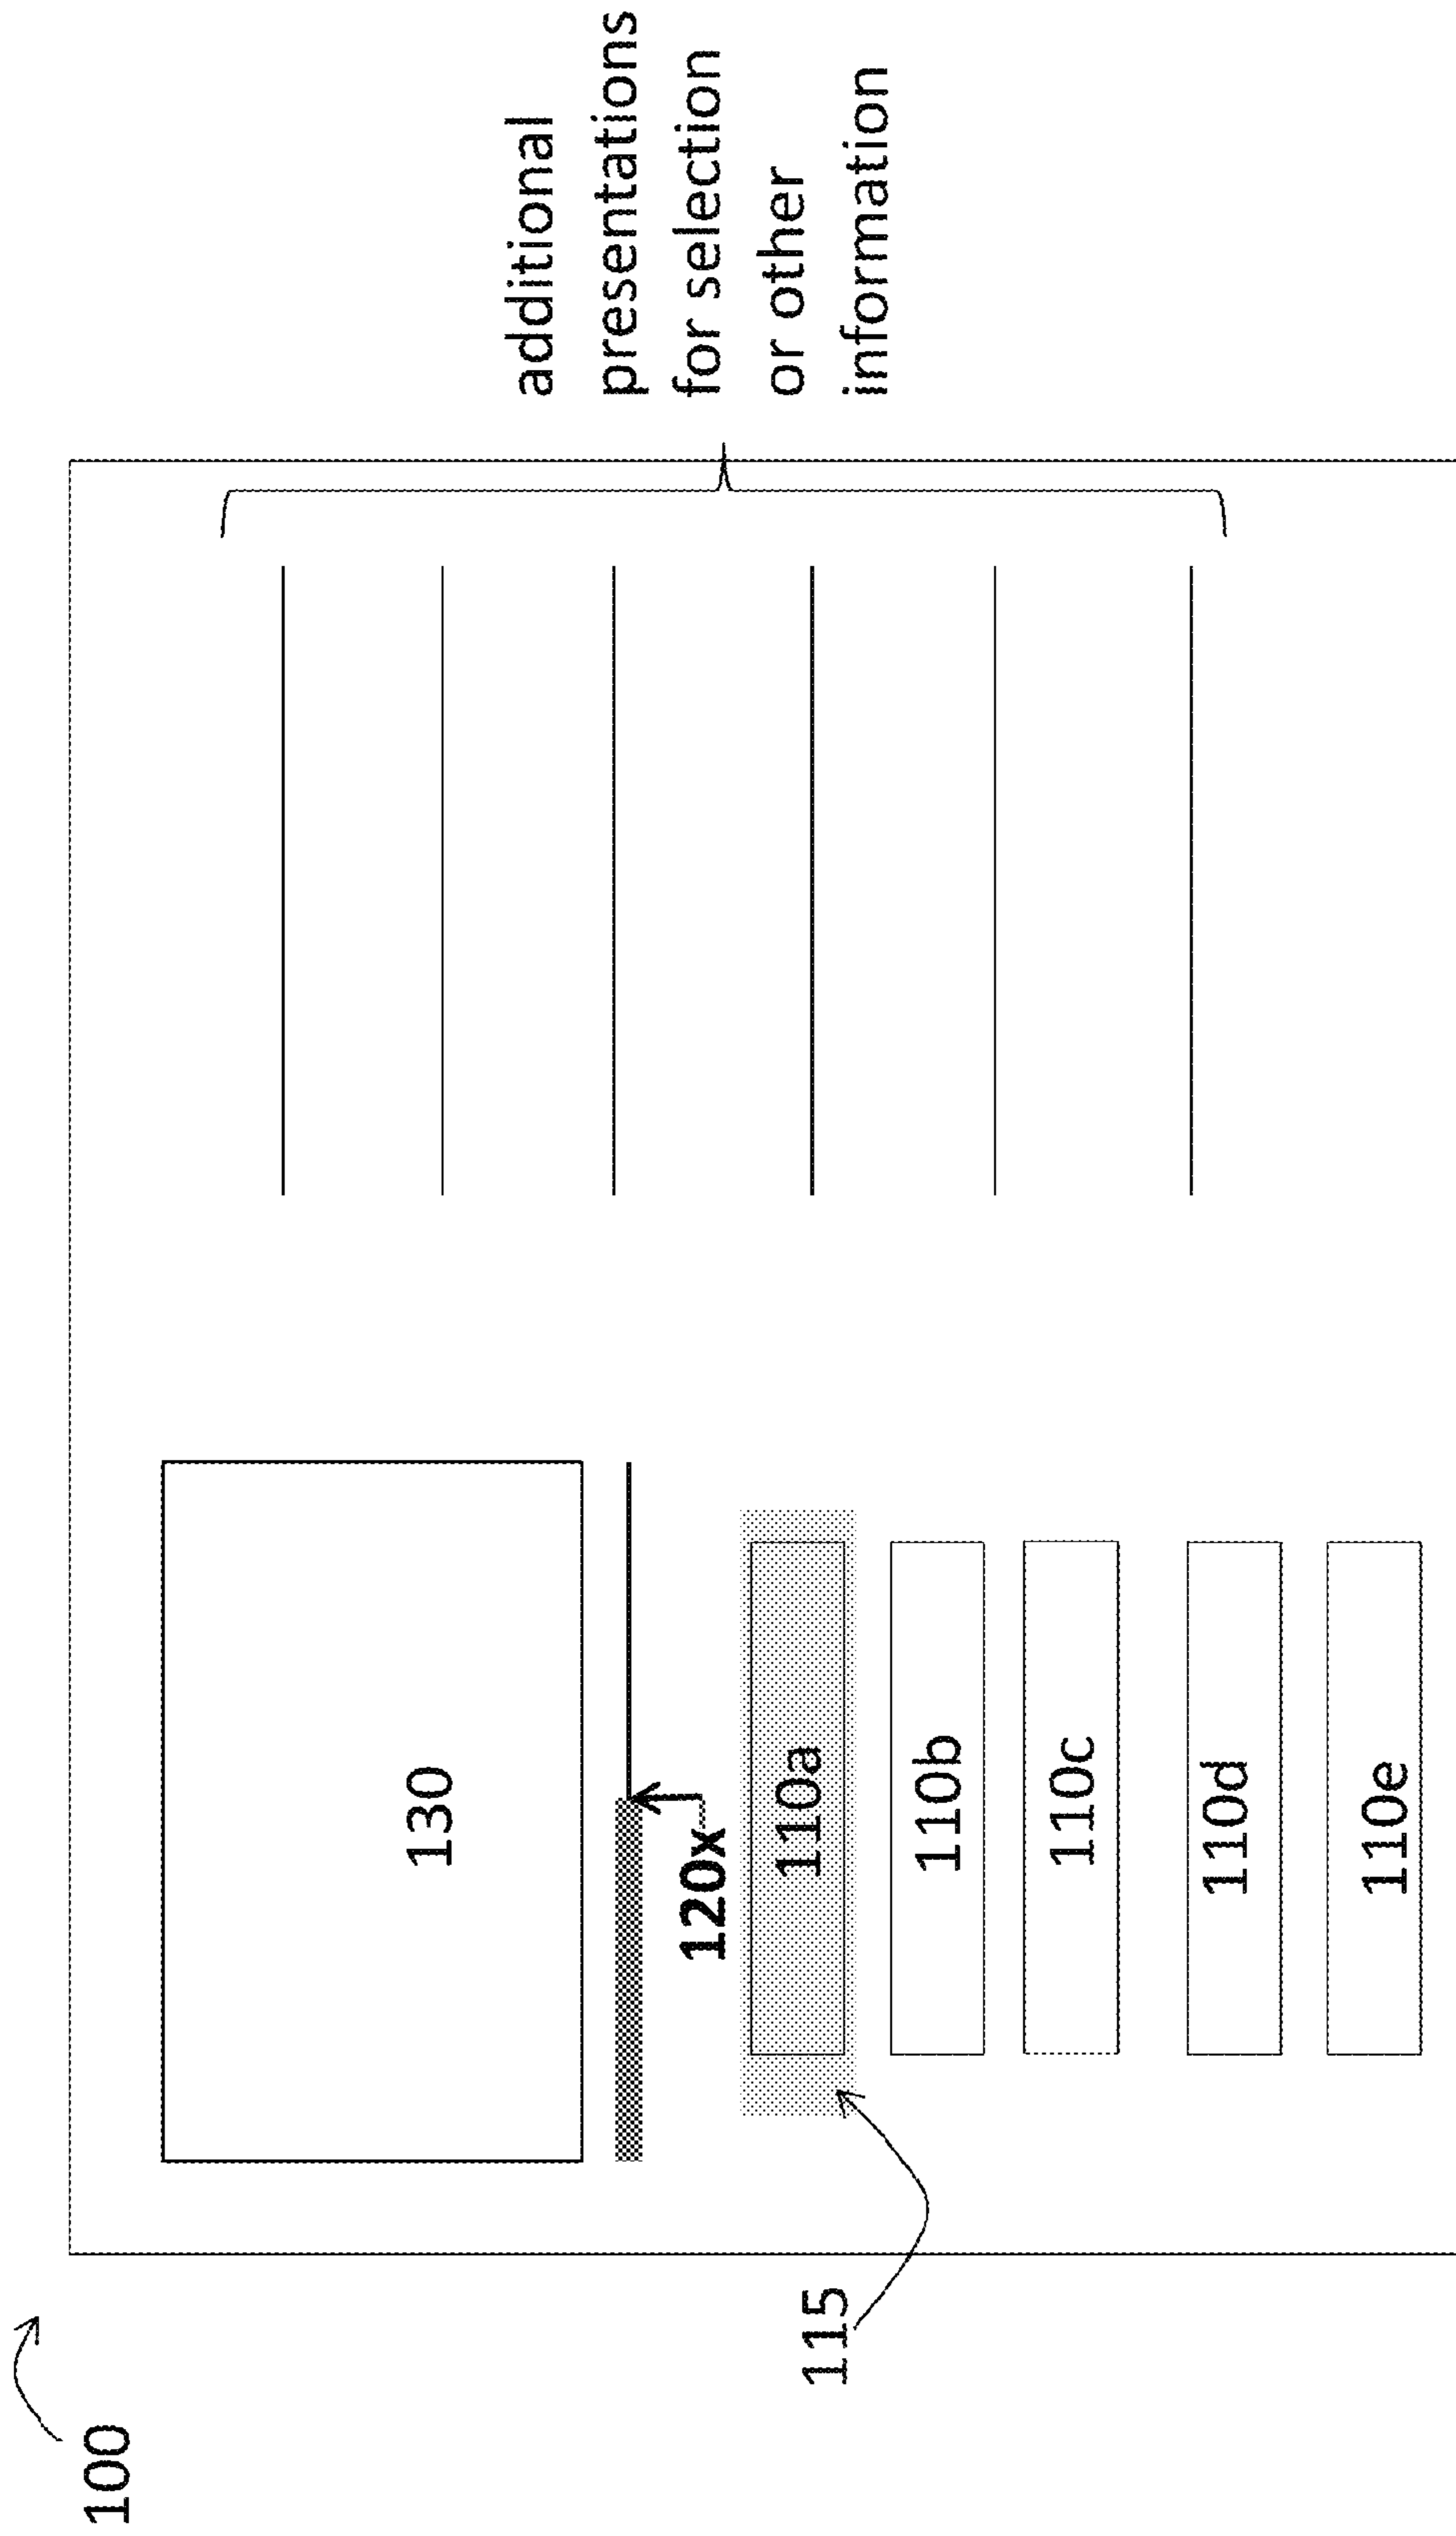 100
130
120x
115
110a
110b
110c
110d
110e
additional
presentations
for selection
or other
information